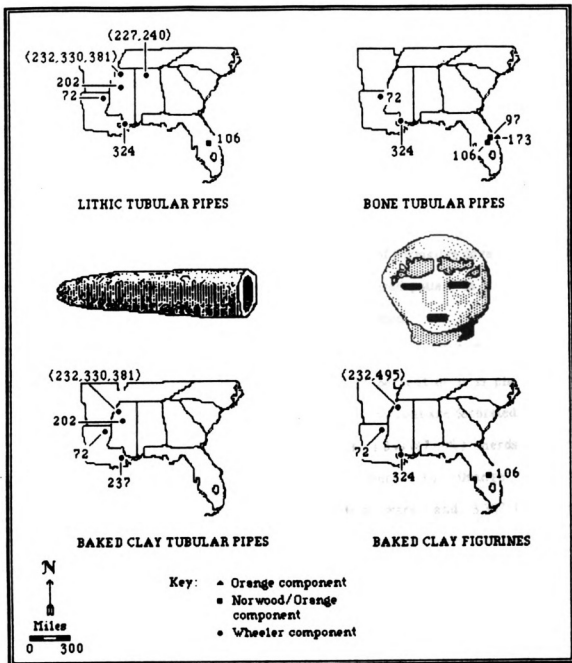 (227,240)
(232,330,381)
202
72
324
106
LITHIC TUBULAR PIPES
72
324
97
173
106
BONE TUBULAR PIPES
(232,330,381)
202
72
237
BAKED CLAY TUBULAR PIPES
(232,495)
72
324
106
BAKED CLAY FIGURINES
N
Miles
0 300
Key: ▲ Orange component
■ Norwood/Orange
component
● Wheeler component